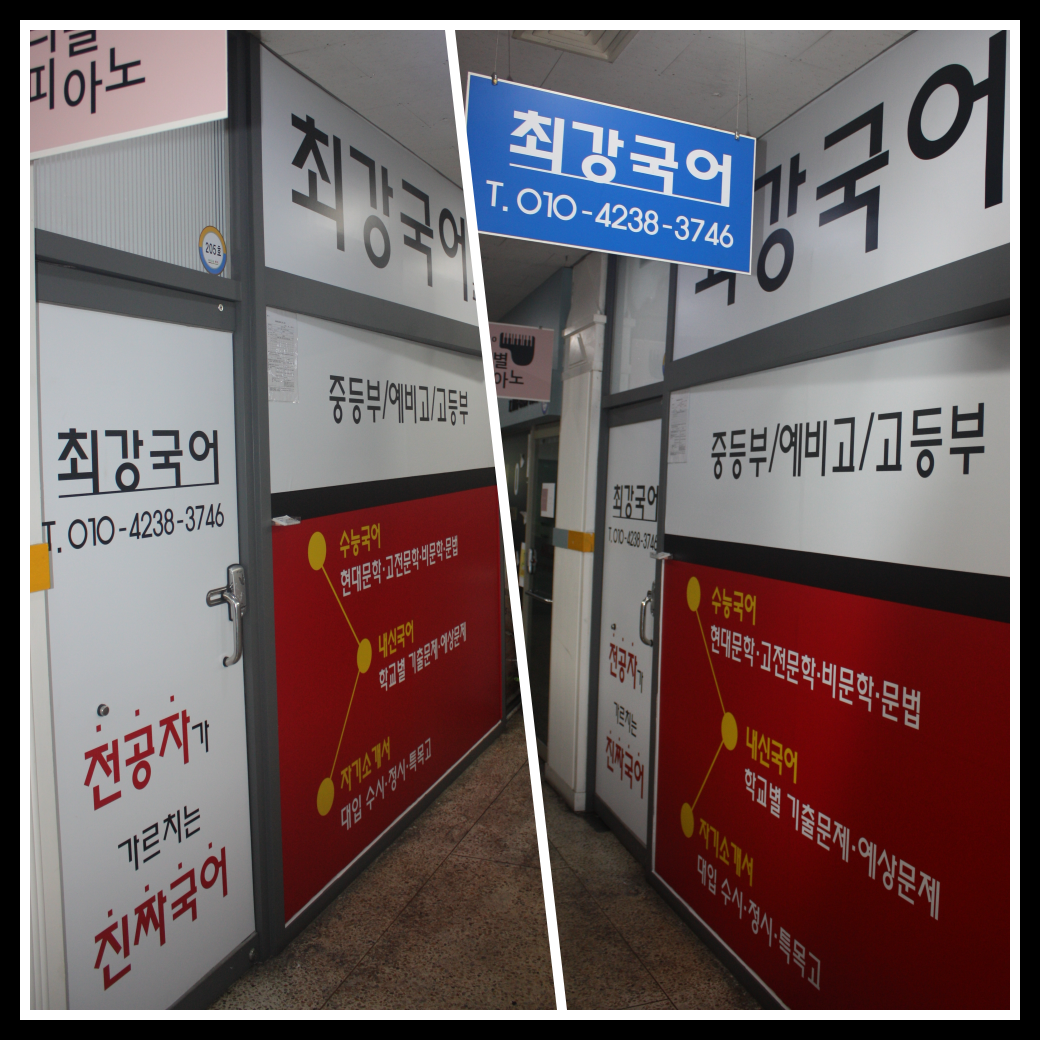 피아노
205호
최강국어
최강국어
T. 010-4238-3746
중등부/예비고/고등부
수능국어
현대문학·고전문학·비문학·문법
내신국어
학교별 기출문제·예상문제
자기소개서
대입 수시·정시·특목고
전공자가
가르치는
진짜국어
최강국어
T. 010-4238-3746
최강국어
별
아노
중등부/예비고/고등부
최강국어
T. 010-4238-3746
전공자가
가르치는
진짜국어
수능국어
현대문학·고전문학·비문학·문법
내신국어
학교별 기출문제·예상문제
자기소개서
대입 수시·정시·특목고